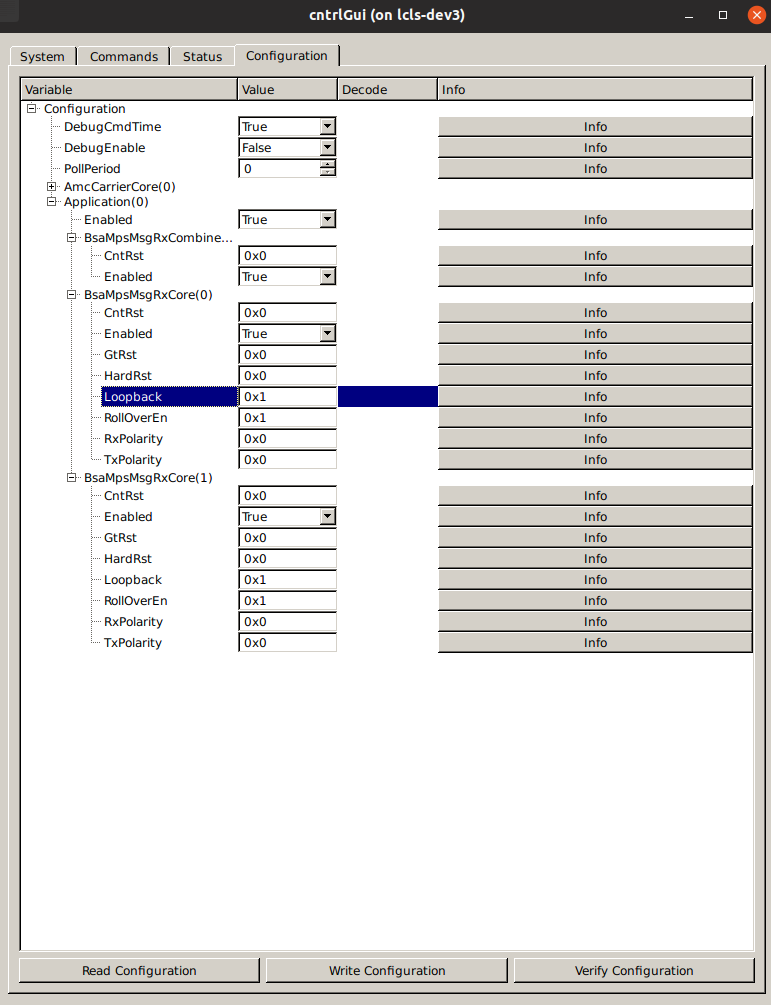 cntrlGui (on lcls-dev3)
System Commands Status Configuration
Variable Value Decode Info
Configuration
DebugCmdTime True Info
DebugEnable False Info
PollPeriod 0 Info
AmcCarrierCore(0)
Application(0)
Enabled True Info
BsaMpsMsgRxCombine...
CntRst 0x0 Info
Enabled True Info
BsaMpsMsgRxCore(0)
CntRst 0x0 Info
Enabled True Info
GtRst 0x0 Info
HardRst 0x0 Info
Loopback 0x1 Info
RollOverEn 0x1 Info
RxPolarity 0x0 Info
TxPolarity 0x0 Info
BsaMpsMsgRxCore(1)
CntRst 0x0 Info
Enabled True Info
GtRst 0x0 Info
HardRst 0x0 Info
Loopback 0x1 Info
RollOverEn 0x1 Info
RxPolarity 0x0 Info
TxPolarity 0x0 Info
Read Configuration Write Configuration Verify Configuration